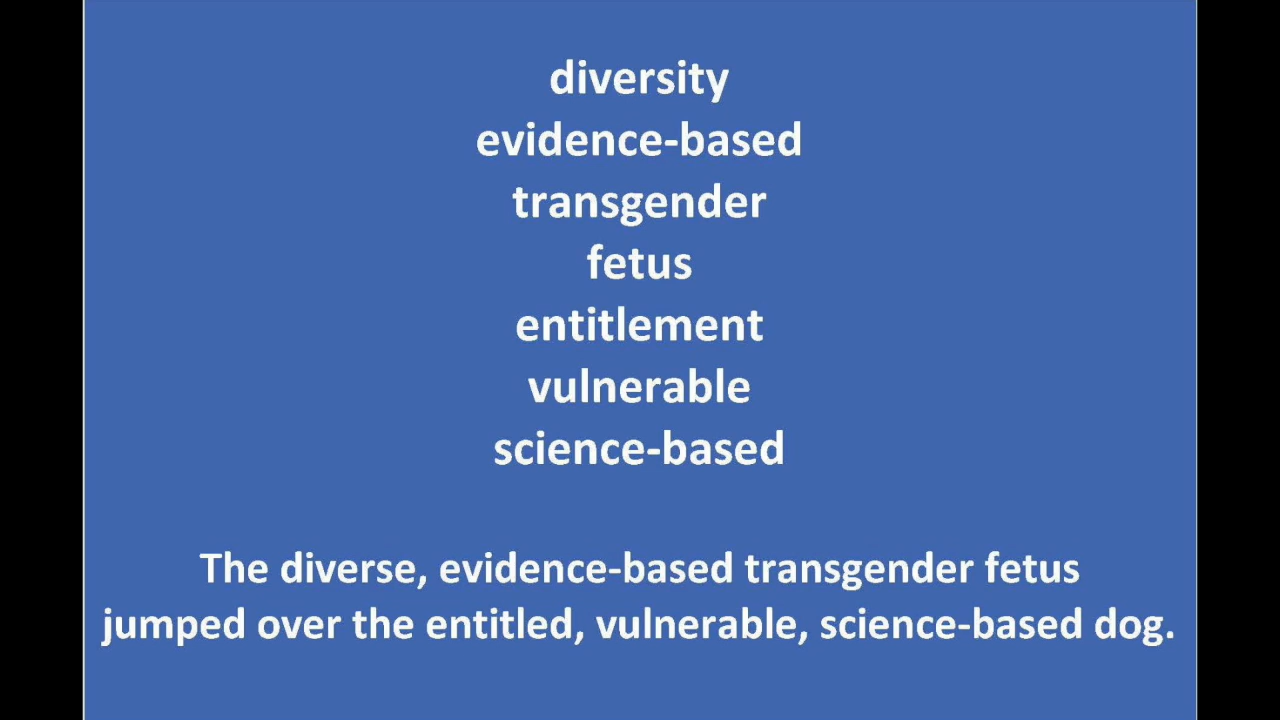 diversity
evidence-based
transgender
fetus
entitlement
vulnerable
science-based
The diverse, evidence-based transgender fetus
jumped over the entitled, vulnerable, science-based dog.